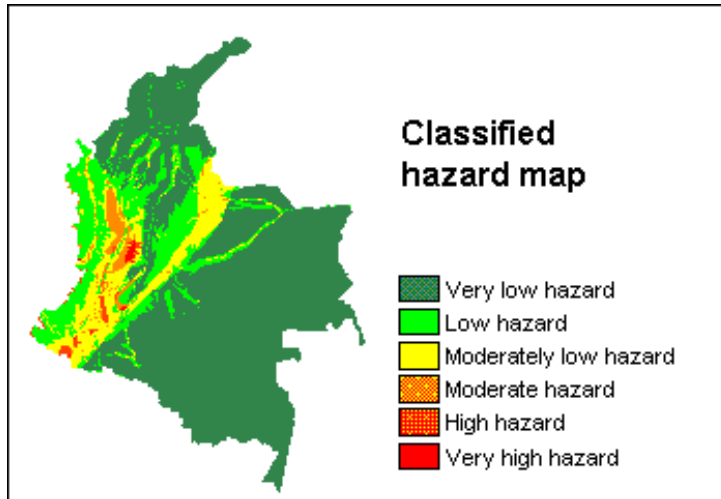 Classified
hazard map
Very low hazard
Low hazard
Moderately low hazard
Moderate hazard
High hazard
Very high hazard